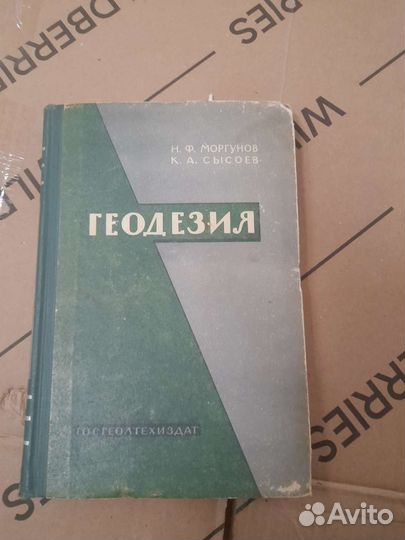 Н. Ф. МОРГУНОВ
К. А. СЫСОЕВ
ГЕОДЕЗИЯ
ГОСГЕОЛТЕХИЗДАТ
WILDBERRIES
WILDBERRIES
Avito